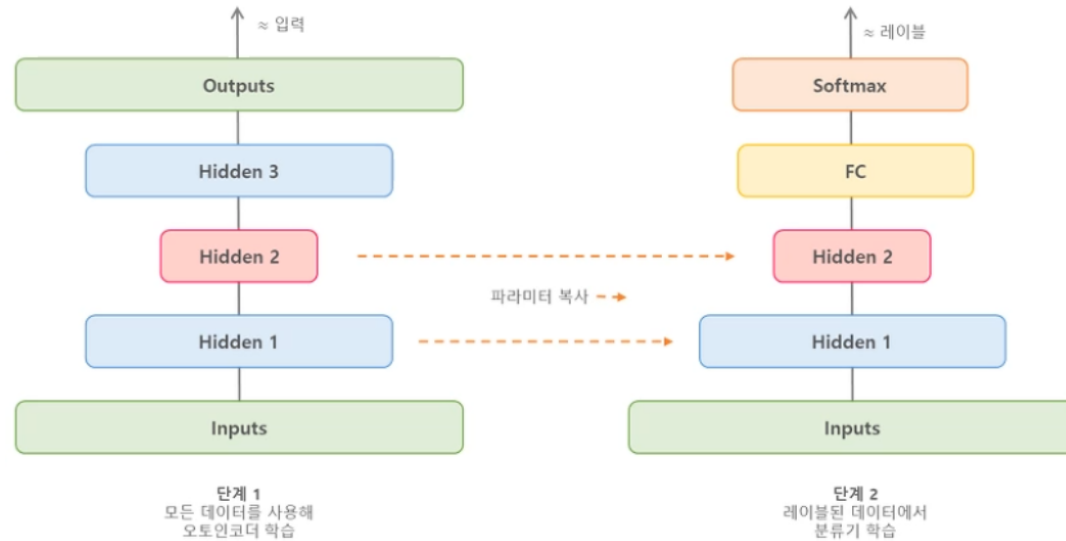 ≈ 입력
Outputs
Hidden 3
Hidden 2
Hidden 1
Inputs
단계 1
모든 데이터를 사용해
오토인코더 학습
파라미터 복사
≈ 레이블
Softmax
FC
Hidden 2
Hidden 1
Inputs
단계 2
레이블된 데이터에서
분류기 학습